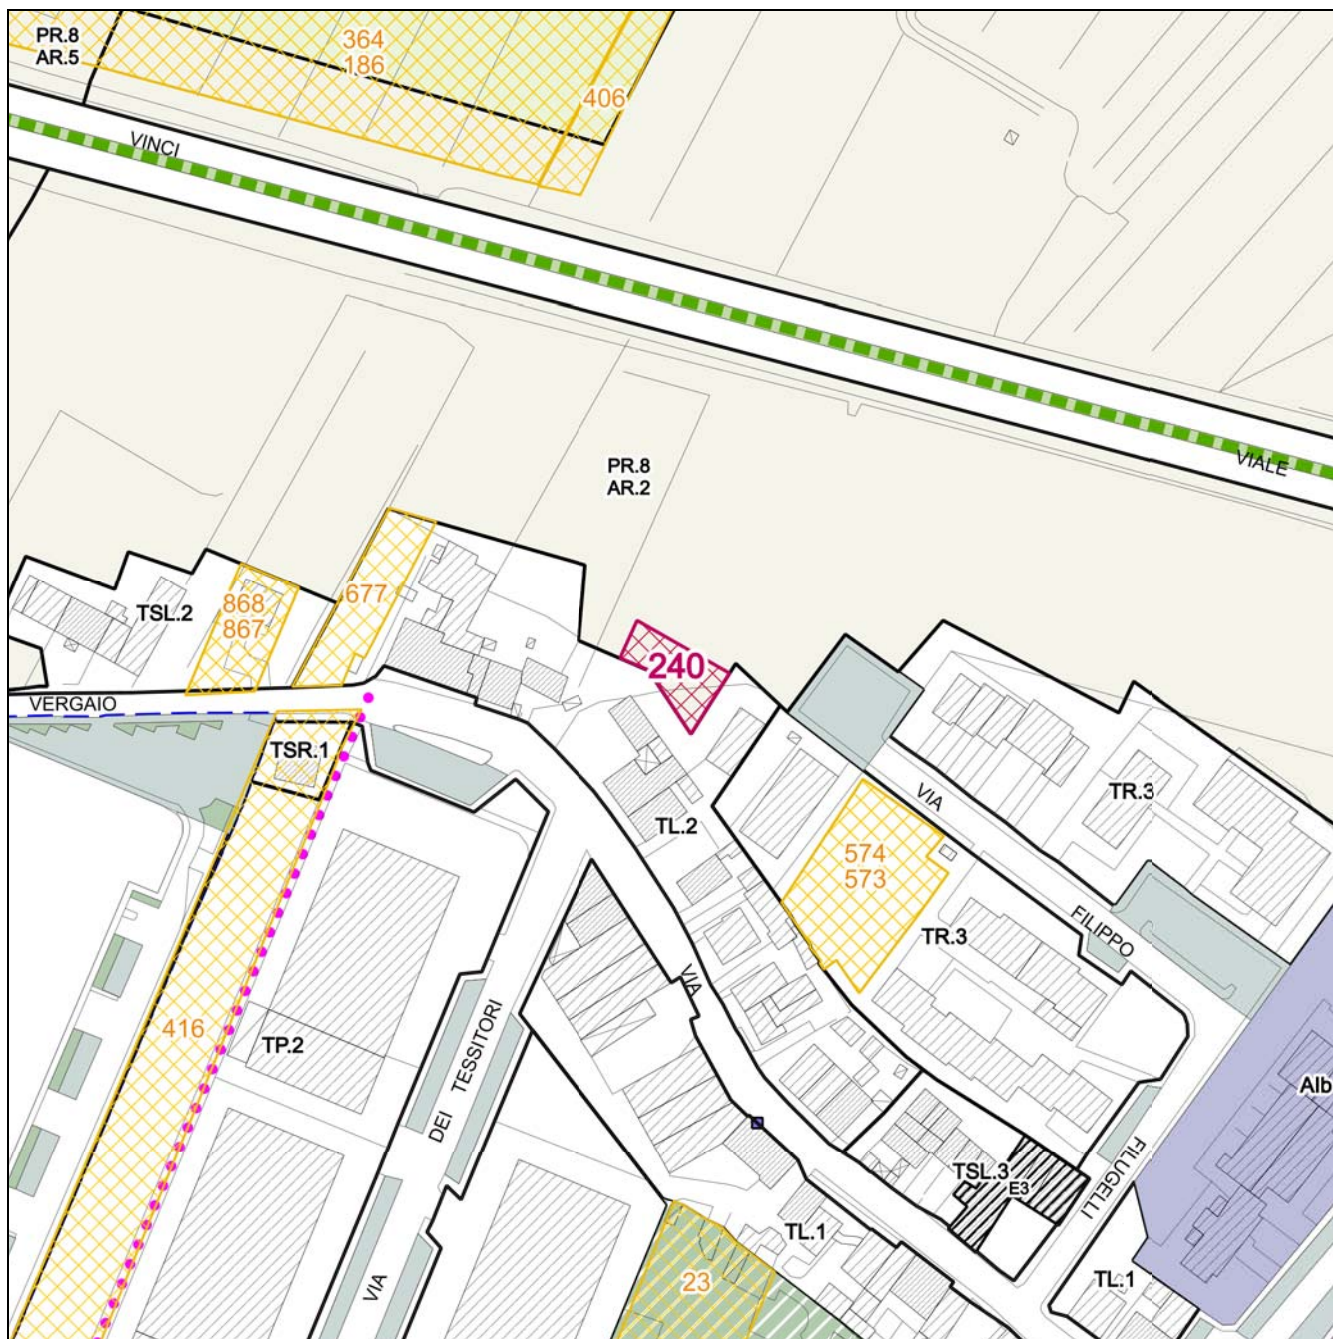 PR.8
AR.5
364
186
406
VINCI
VIALE
PR.8
AR.2
677
868
867
TSL.2
240
VERGAIO
TSR.1
VIA
TR.3
TL.2
574
573
FILIPPO
TR.3
VIA
416
TP.2
DEI TESSITORI
Alb
TSL.3
E3
FILUGELLI
TL.1
VIA
23
TL.1